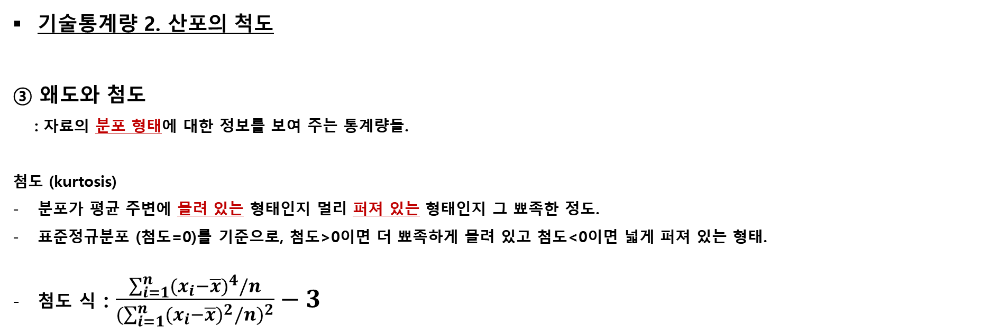 ▪ 기술통계량 2. 산포의 척도
③ 왜도와 첨도
: 자료의 분포 형태에 대한 정보를 보여 주는 통계량들.
첨도 (kurtosis)
- 분포가 평균 주변에 몰려 있는 형태인지 멀리 퍼져 있는 형태인지 그 뾰족한 정도.
- 표준정규분포 (첨도=0)를 기준으로, 첨도>0이면 더 뾰족하게 몰려 있고 첨도<0이면 넓게 퍼져 있는 형태.
- 첨도 식 : \frac{\sum_{i=1}^{n}(x_i-\overline{x})^4/n}{(\sum_{i=1}^{n}(x_i-\overline{x})^2/n)^2} - 3